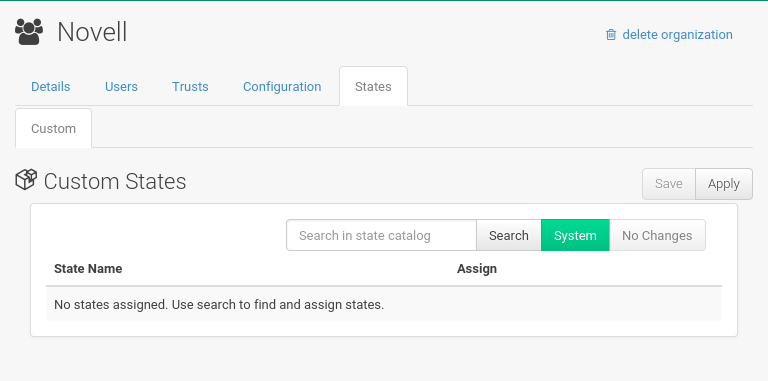 Novell
delete organization
Details Users Trusts Configuration States
Custom
Custom States
Save Apply
Search in state catalog Search System No Changes
State Name Assign
No states assigned. Use search to find and assign states.